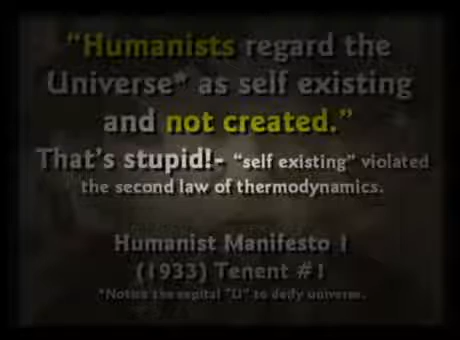 “Humanists regard the
Universe* as self existing
and not created.”
That's stupid!- “self existing” violated
the second law of thermodynamics.
Humanist Manifesto I
(1933) Tenent #1
*Notice the capital “U” to deify universe.